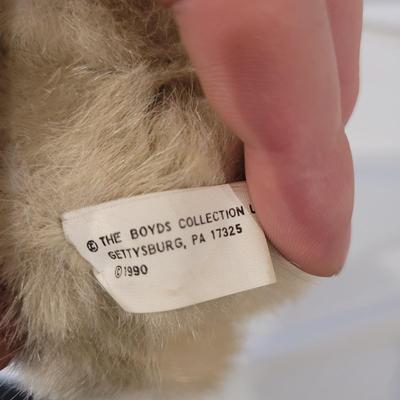 © THE BOYDS COLLECTION L
GETTYSBURG, PA 17325
©1990